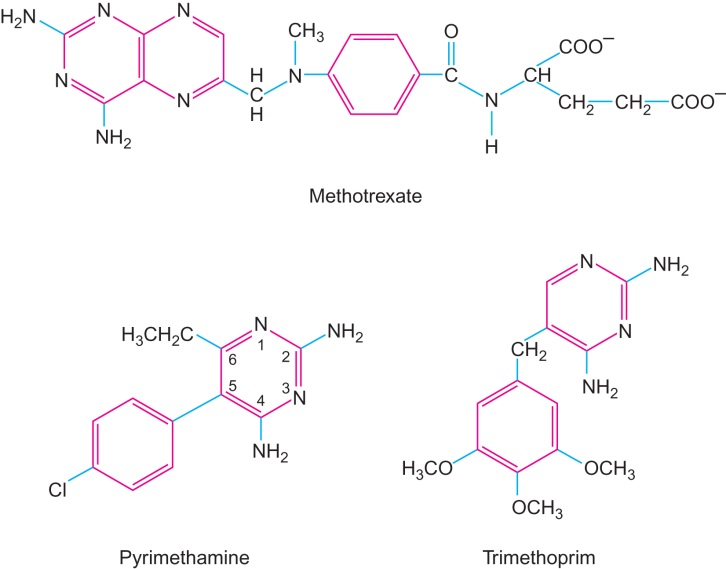 H₂N
N
N
N
N
NH₂
H
C
H
N
CH₃
O
C
N
H
CH
COO⁻
CH₂
CH₂
COO⁻
Methotrexate
H₃CH₂C
N
1
2
NH₂
6
5
3
N
4
NH₂
Cl
Pyrimethamine
N
NH₂
N
CH₂
NH₂
H₃CO
OCH₃
OCH₃
Trimethoprim